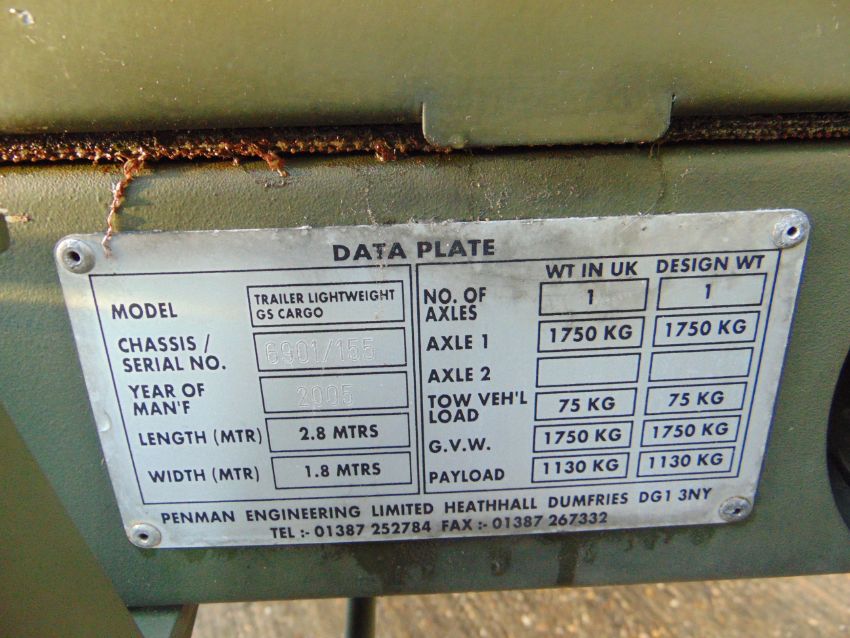 DATA PLATE
MODEL TRAILER LIGHTWEIGHT GS CARGO
CHASSIS / SERIAL NO. 6901/155
YEAR OF MAN'F 2005
LENGTH (MTR) 2.8 MTRS
WIDTH (MTR) 1.8 MTRS
WT IN UK DESIGN WT
NO. OF AXLES 1 1
AXLE 1 1750 KG 1750 KG
AXLE 2
TOW VEH'L LOAD 75 KG 75 KG
G.V.W. 1750 KG 1750 KG
PAYLOAD 1130 KG 1130 KG
PENMAN ENGINEERING LIMITED HEATHHALL DUMFRIES DG1 3NY
TEL :- 01387 252784 FAX :- 01387 267332